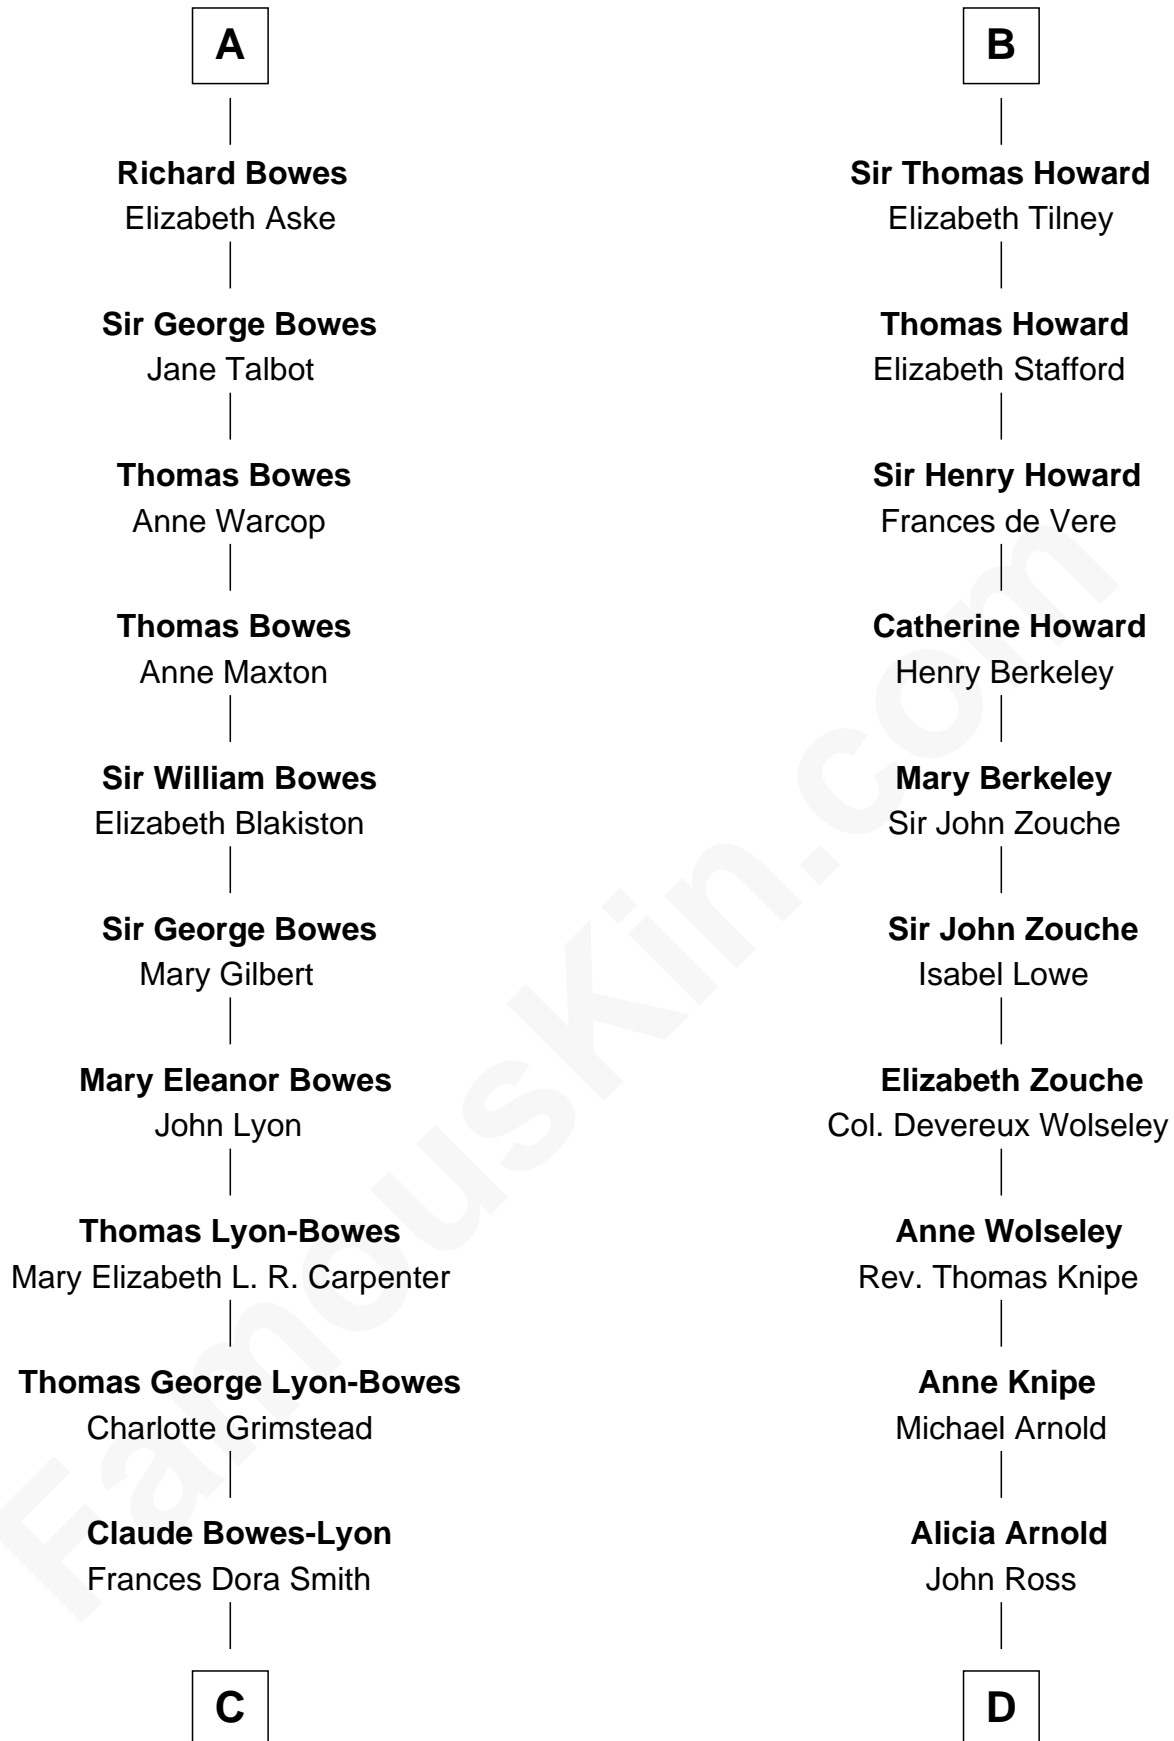 A
Richard Bowes
Elizabeth Aske
Sir George Bowes
Jane Talbot
Thomas Bowes
Anne Warcop
Thomas Bowes
Anne Maxton
Sir William Bowes
Elizabeth Blakiston
Sir George Bowes
Mary Gilbert
Mary Eleanor Bowes
John Lyon
Thomas Lyon-Bowes
Mary Elizabeth L. R. Carpenter
Thomas George Lyon-Bowes
Charlotte Grimstead
Claude Bowes-Lyon
Frances Dora Smith
C
B
Sir Thomas Howard
Elizabeth Tilney
Thomas Howard
Elizabeth Stafford
Sir Henry Howard
Frances de Vere
Catherine Howard
Henry Berkeley
Mary Berkeley
Sir John Zouche
Sir John Zouche
Isabel Lowe
Elizabeth Zouche
Col. Devereux Wolseley
Anne Wolseley
Rev. Thomas Knipe
Anne Knipe
Michael Arnold
Alicia Arnold
John Ross
D
FamousKin.com